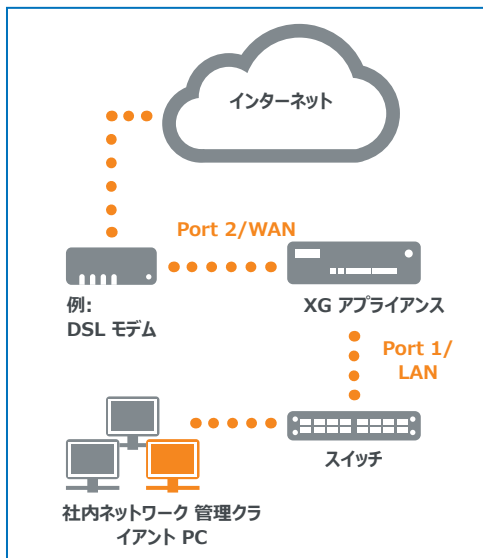 インターネット
Port 2/WAN
例:
DSL モデム
XG アプライアンス
Port 1/
LAN
スイッチ
社内ネットワーク 管理クラ
イアント PC